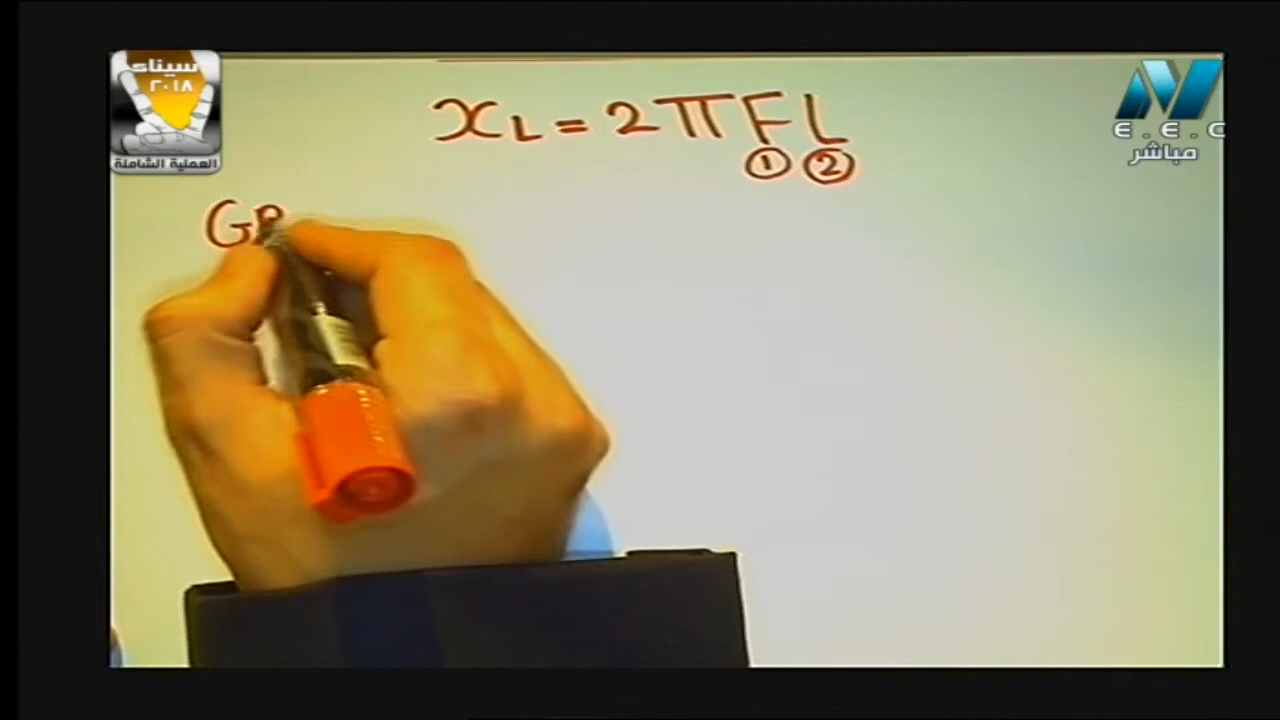 سيناء
٢٠١٨
العملية الشاملة
E.E.C
مباشر
XL = 2πFL
① ②
GR